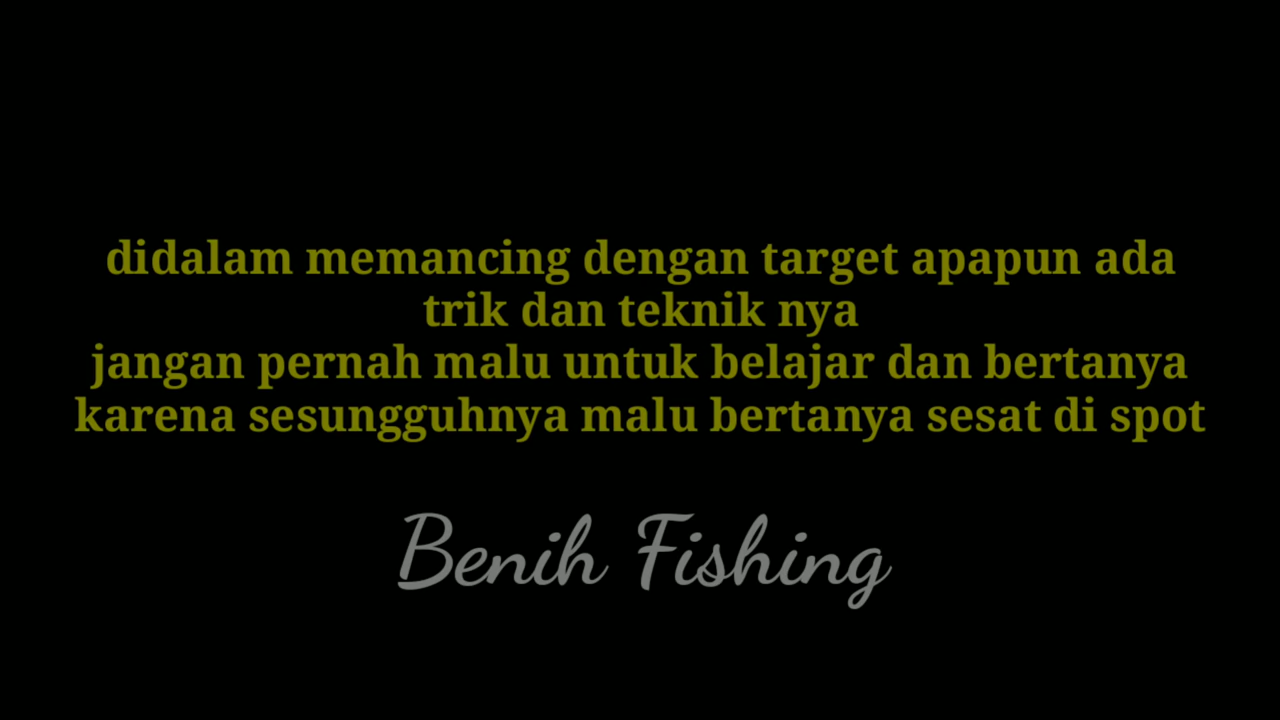 didalam memancing dengan target apapun ada
trik dan teknik nya
jangan pernah malu untuk belajar dan bertanya
karena sesungguhnya malu bertanya sesat di spot
Benih Fishing